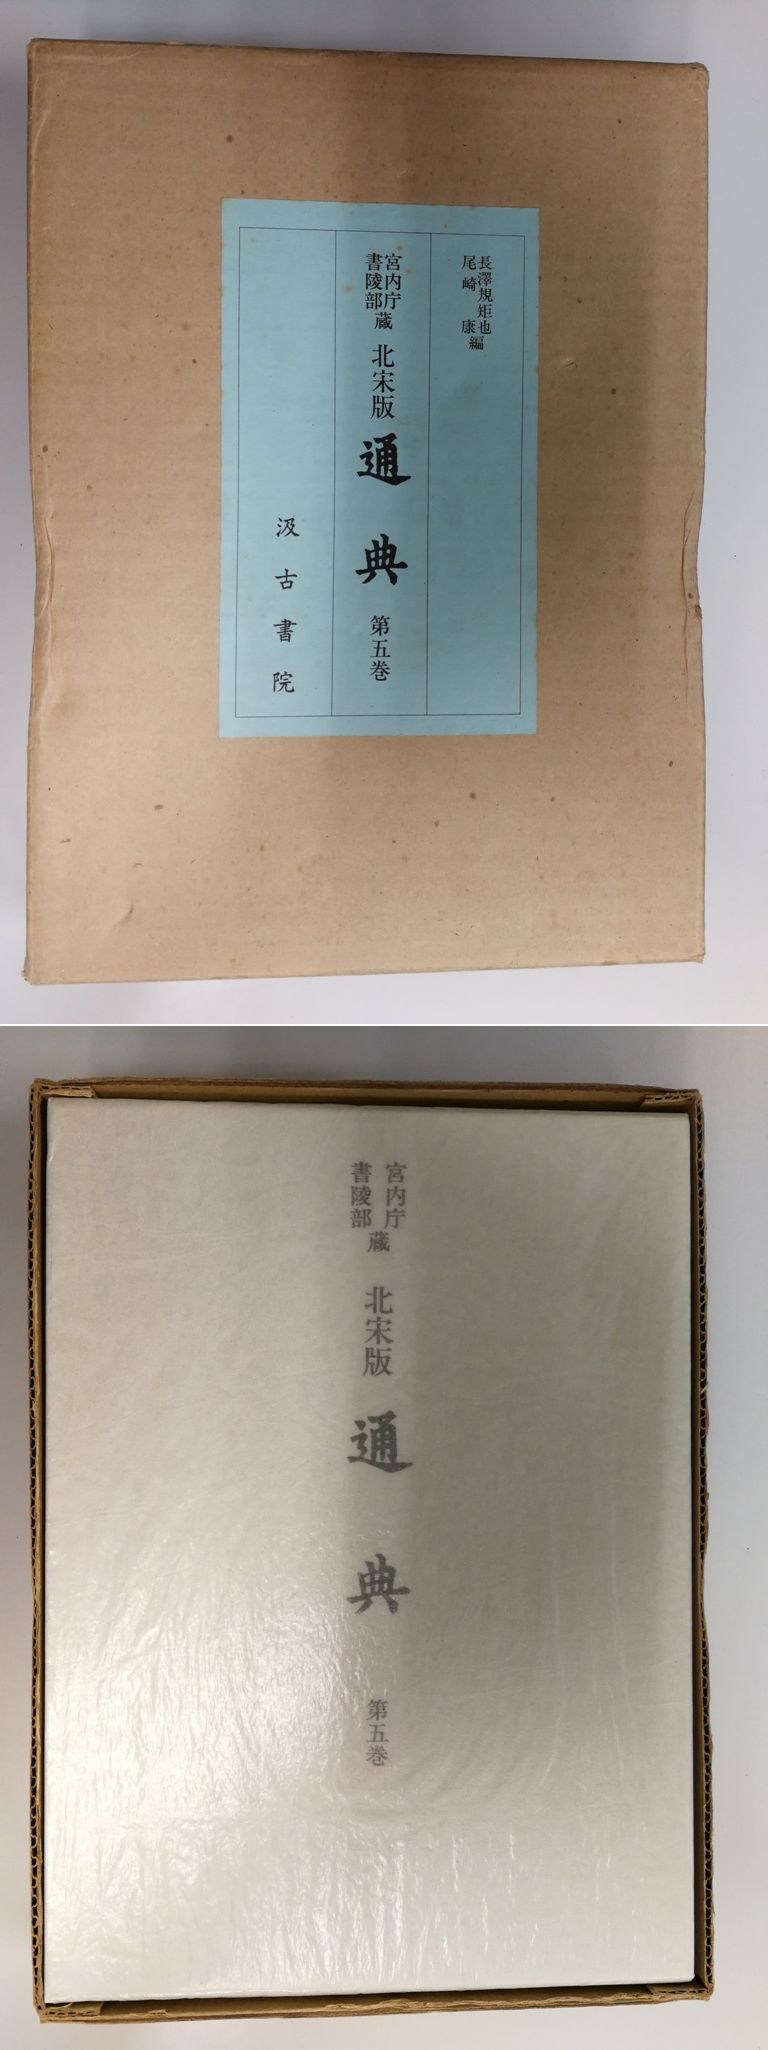 長澤規矩也
尾崎 康 編
宮内庁
書陵部
蔵
北宋版
通典
第五巻
汲古書院
宮内庁
書陵部
蔵
北宋版
通典
第五巻